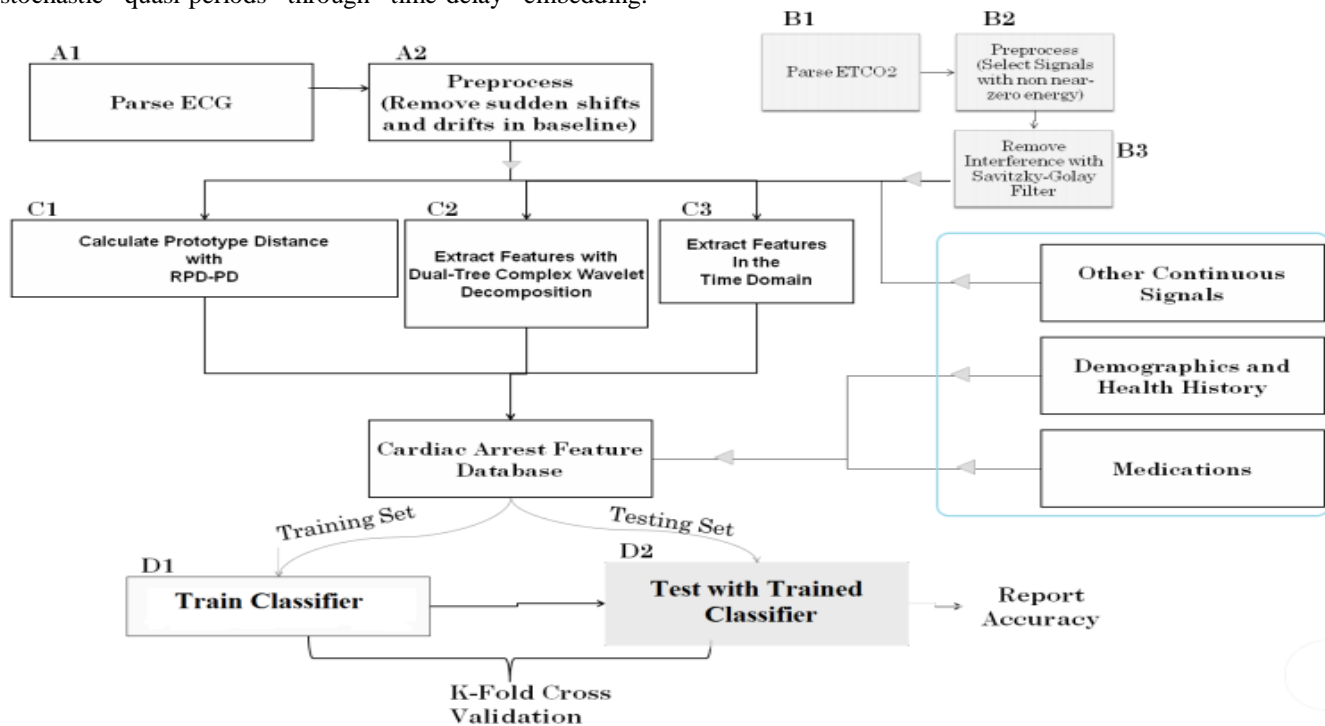 stochastic quasi-periods through time-delay embedding.
B1
B2
A1
A2
Parse ECG
Preprocess
(Remove sudden shifts
and drifts in baseline)
Parse ETCO2
Preprocess
(Select Signals
with non near-
zero energy)
Remove
Interference with
Savitzky-Golay
Filter
B3
C1
C2
C3
Calculate Prototype Distance
with
RPD-PD
Extract Features with
Dual-Tree Complex Wavelet
Decomposition
Extract Features
In the
Time Domain
Other Continuous
Signals
Demographics and
Health History
Medications
Cardiac Arrest Feature
Database
Training Set
Testing Set
D1
D2
Train Classifier
Test with Trained
Classifier
Report
Accuracy
K-Fold Cross
Validation